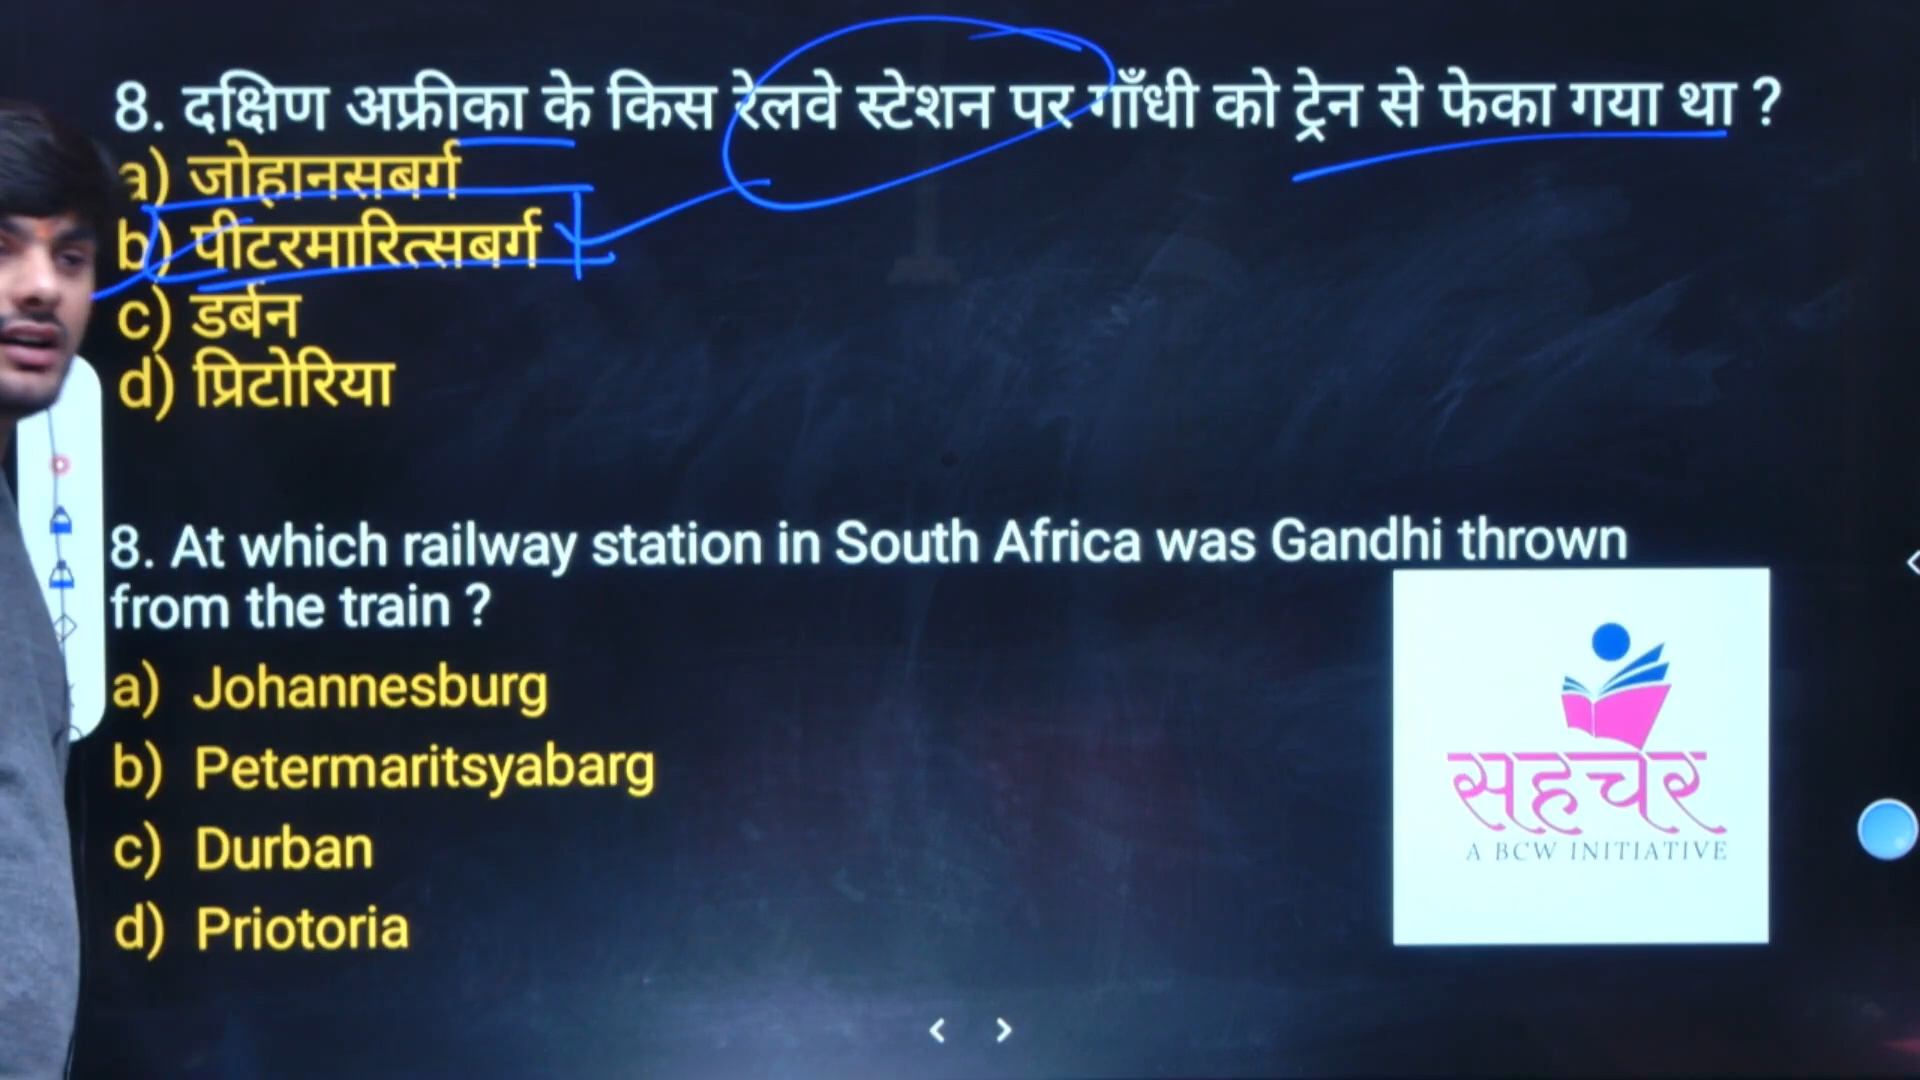 8. दक्षिण अफ्रीका के किस रेलवे स्टेशन पर गाँधी को ट्रेन से फेका गया था ?
a) जोहानसबर्ग
b) पीटरमारित्सबर्ग
c) डर्बन
d) प्रिटोरिया
8. At which railway station in South Africa was Gandhi thrown
from the train ?
a) Johannesburg
b) Petermaritsyabarg
c) Durban
d) Priotoria
सहचर
A BCW INITIATIVE